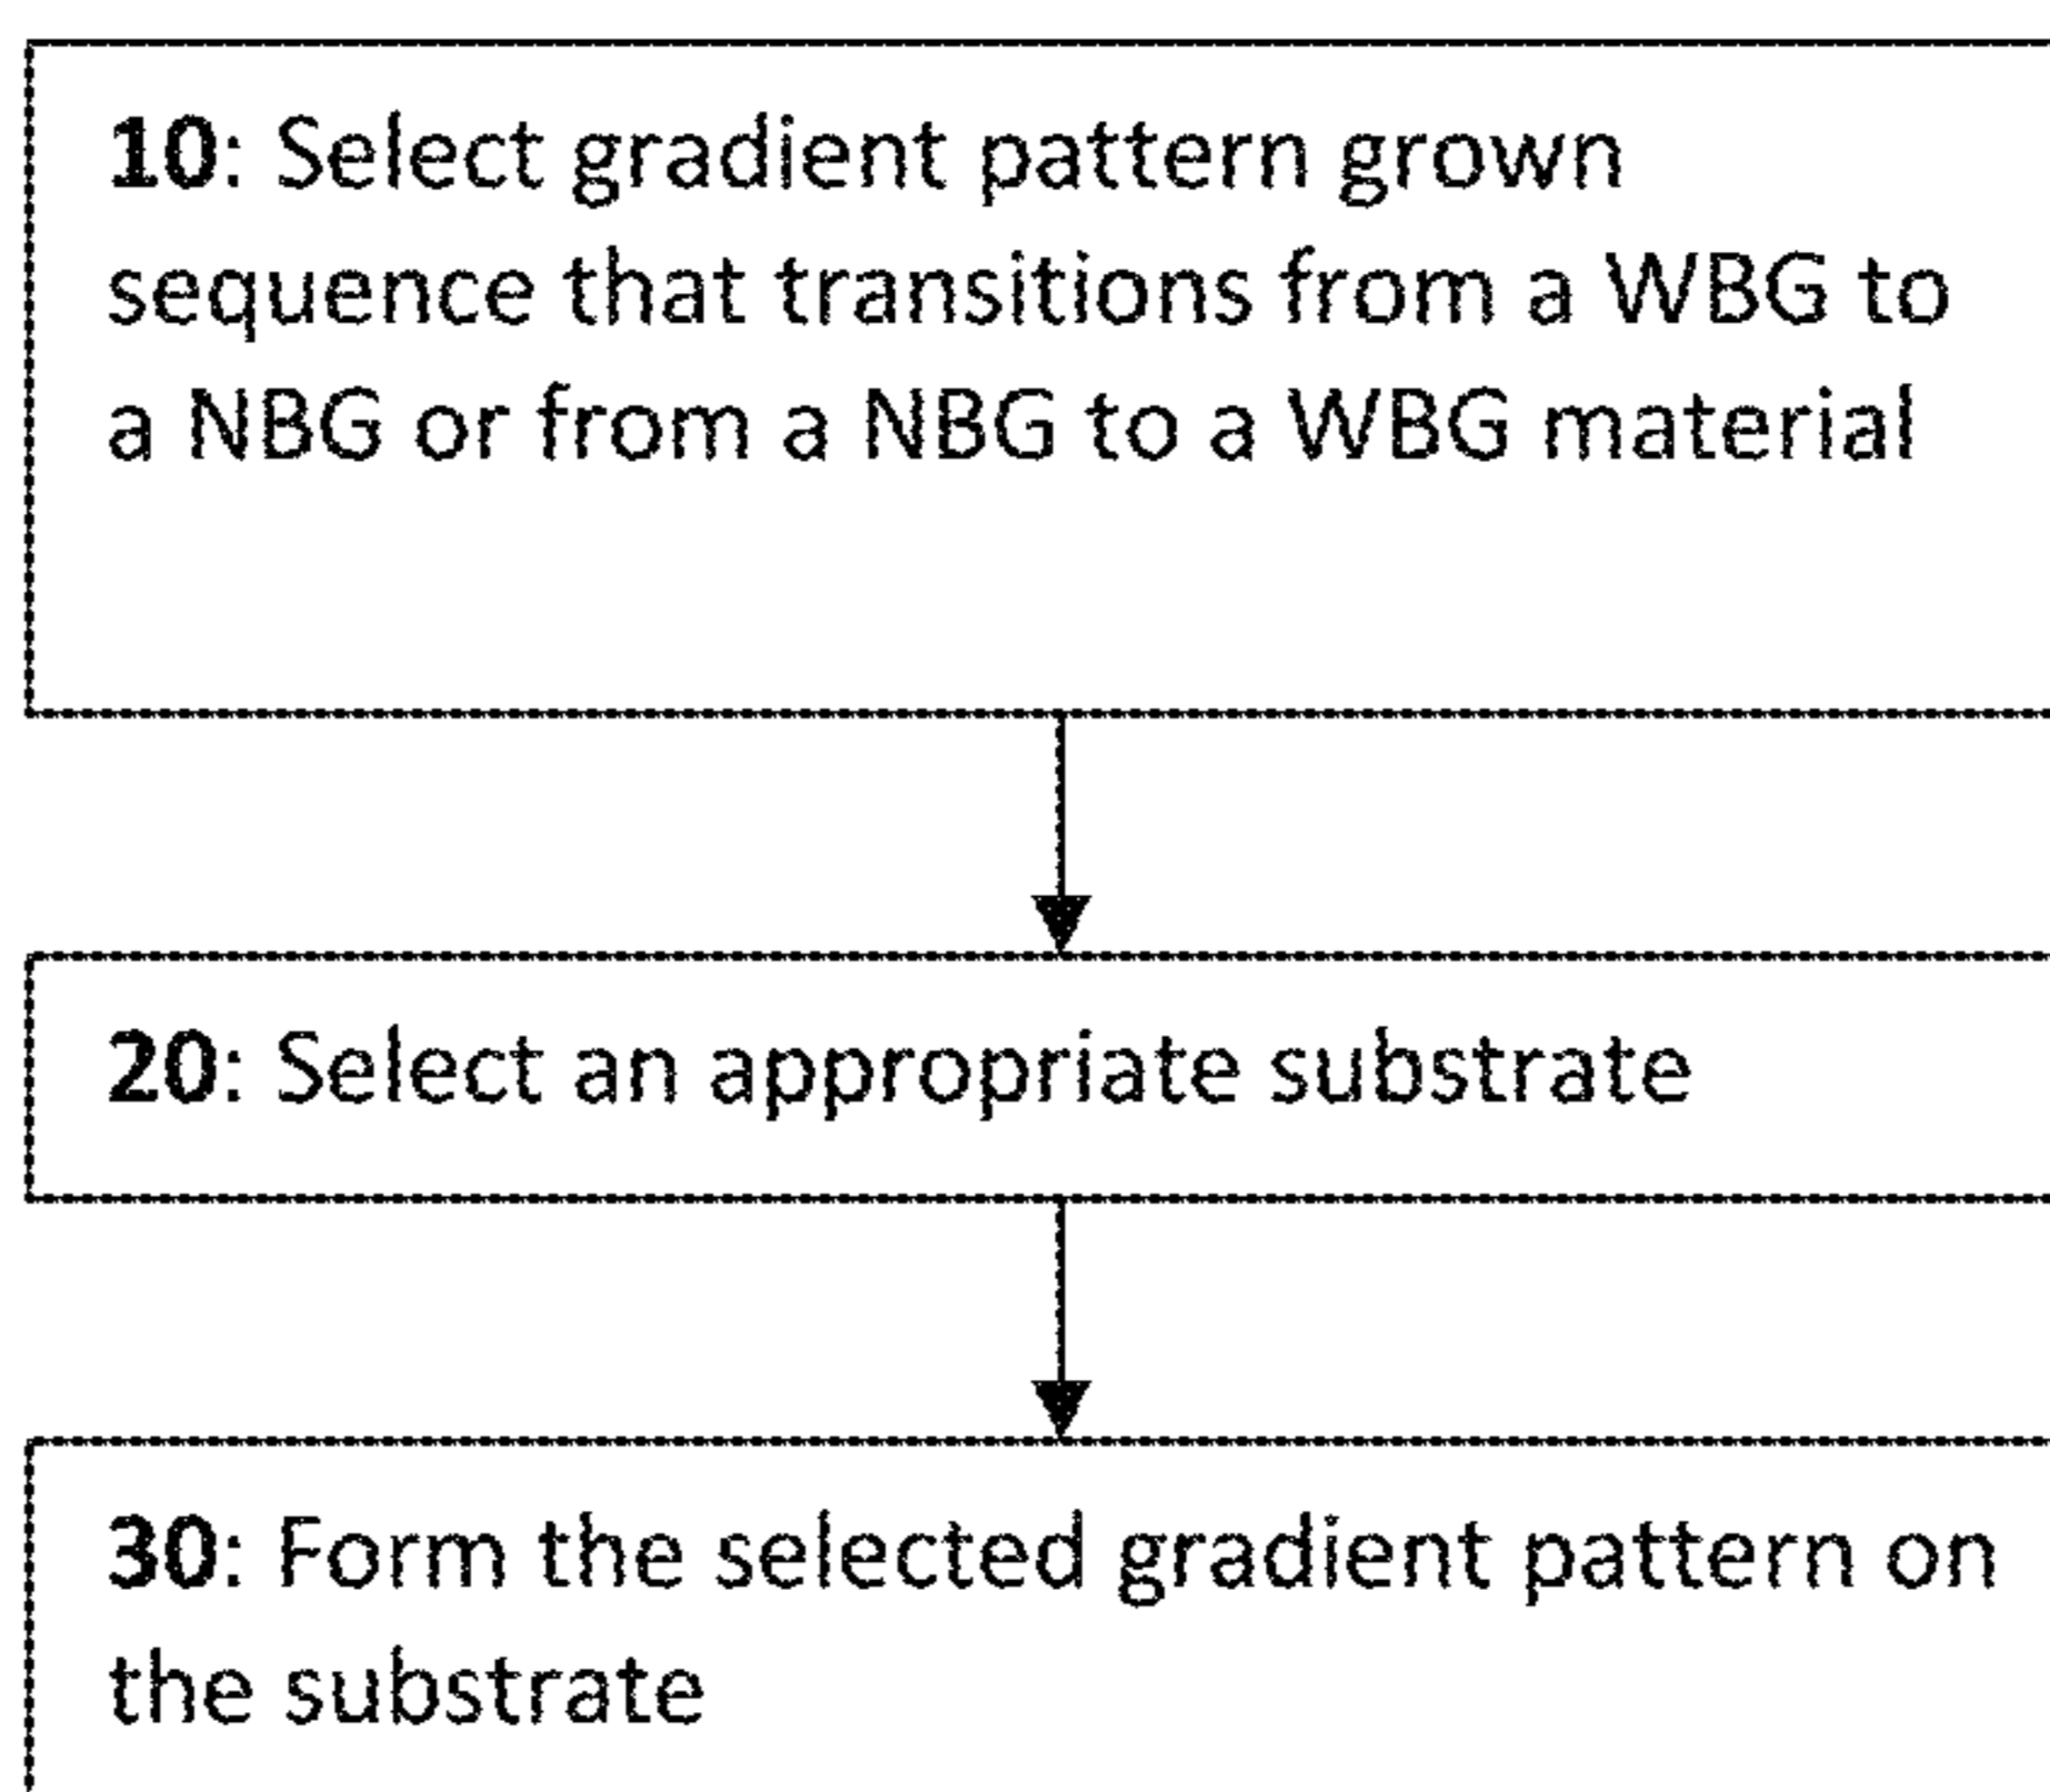 10: Select gradient pattern grown
sequence that transitions from a WBG to
a NBG or from a NBG to a WBG material
20: Select an appropriate substrate
30: Form the selected gradient pattern on
the substrate